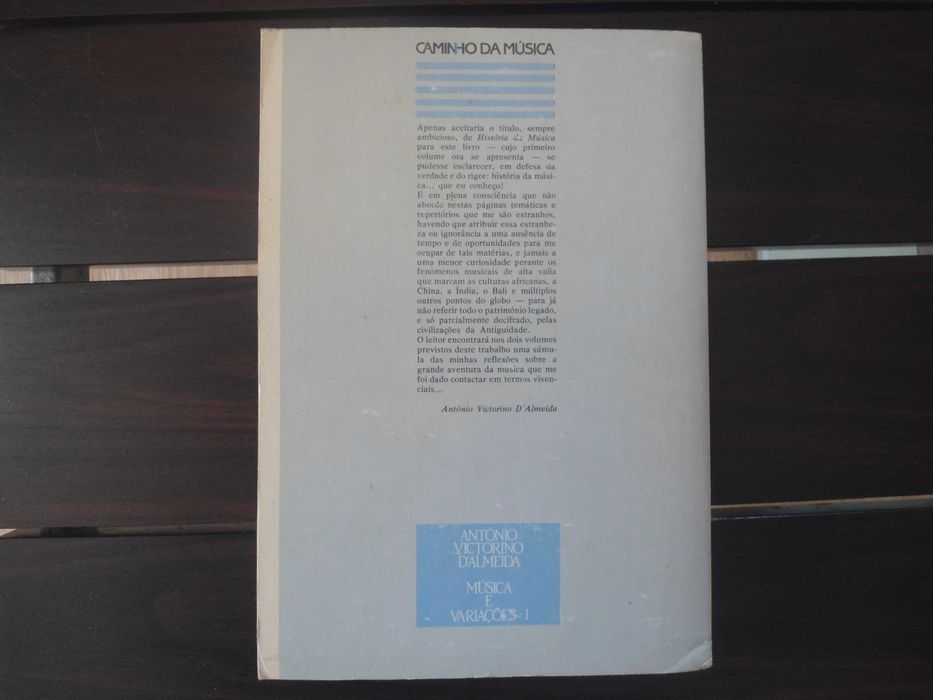 CAMINHO DA MÚSICA
Apenas aceitaria o título, sempre
ambicioso, de História da Música
para este livro — cujo primeiro
volume ora se apresenta — se
pudesse esclarecer, em defesa da
verdade e do rigor: história da músi-
ca... que eu conheço!
É em plena consciência que não
abordo nestas páginas temáticas e
repertórios que me são estranhos,
havendo que atribuir essa estranhe-
za ou ignorância a uma ausência de
tempo e de oportunidades para me
ocupar de tais matérias, e jamais a
uma menor curiosidade perante os
fenómenos musicais de alta valia
que marcam as culturas africanas, a
China, a Índia, o Bali e múltiplos
outros pontos do globo — para já
não referir todo o património legado,
e só parcialmente decifrado, pelas
civilizações da Antiguidade.
O leitor encontrará nos dois volumes
previstos deste trabalho uma súmu-
la das minhas reflexões sobre a
grande aventura da musica que me
foi dado contactar em termos viven-
ciais...
António Victorino D'Almeida
ANTÓNIO
VICTORINO
D'ALMEIDA
MÚSICA
E
VARIAÇÕES - I